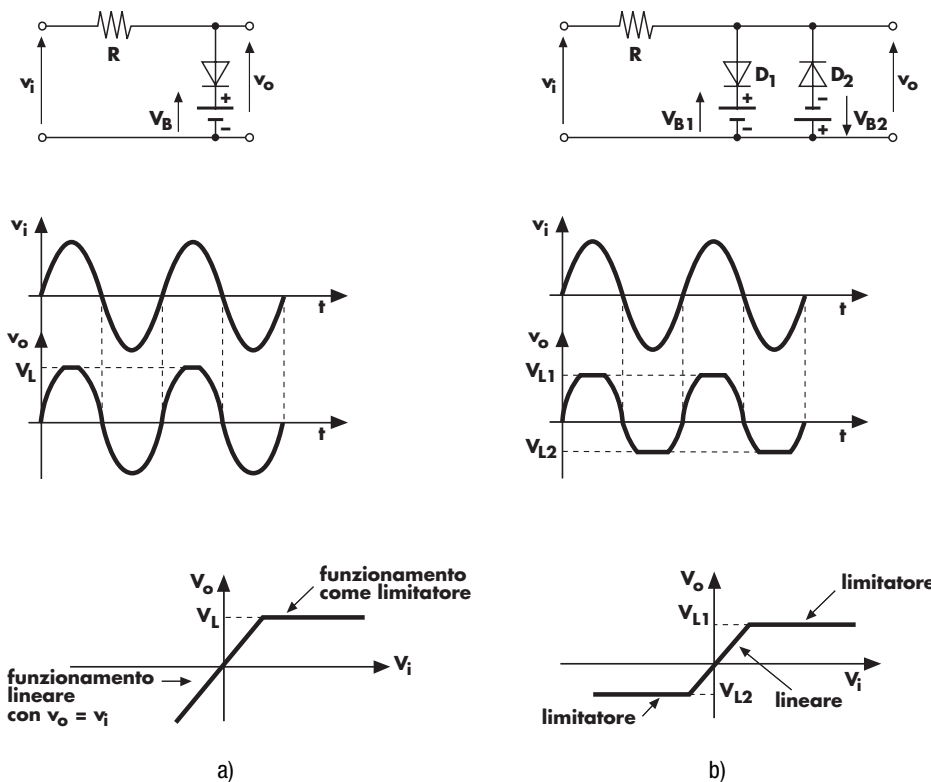 R
vi
VB
+
-
vo
R
vi
VB1
+
-
D1
D2
-
+
VB2
vo
vi
t
vo
VL
t
vi
t
vo
VL1
t
VL2
Vo
VL
funzionamento
come limitatore
Vi
funzionamento
lineare
con vo = vi
Vo
VL1
limitatore
Vi
VL2
lineare
limitatore
a)
b)